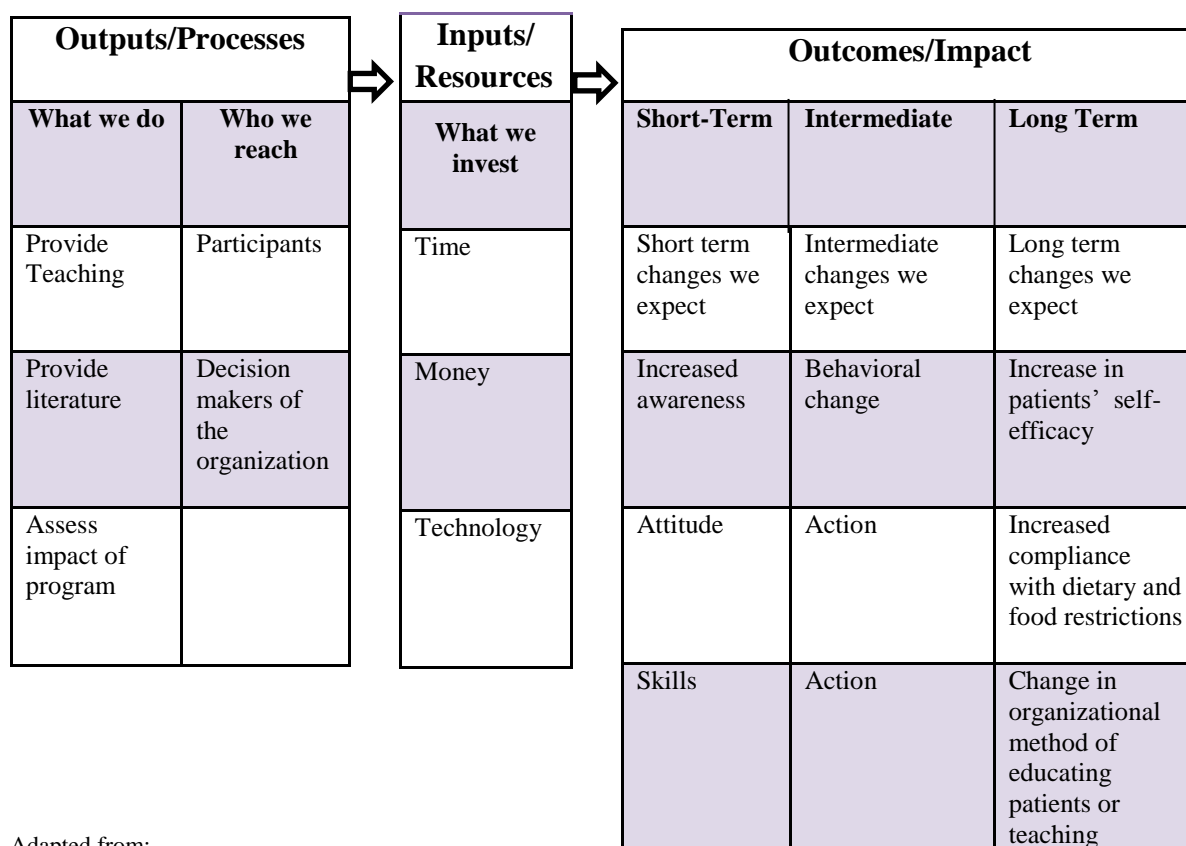 Outputs/Processes
What we do
Who we
reach
Provide
Teaching
Participants
Provide
literature
Decision
makers of
the
organization
Assess
impact of
program
Inputs/
Resources
What we
invest
Time
Money
Technology
Outcomes/Impact
Short-Term
Intermediate
Long Term
Short term
changes we
expect
Intermediate
changes we
expect
Long term
changes we
expect
Increased
awareness
Behavioral
change
Increase in
patients’ self-
efficacy
Attitude
Action
Increased
compliance
with dietary and
food restrictions
Skills
Action
Change in
organizational
method of
educating
patients or
teaching
Adapted from: